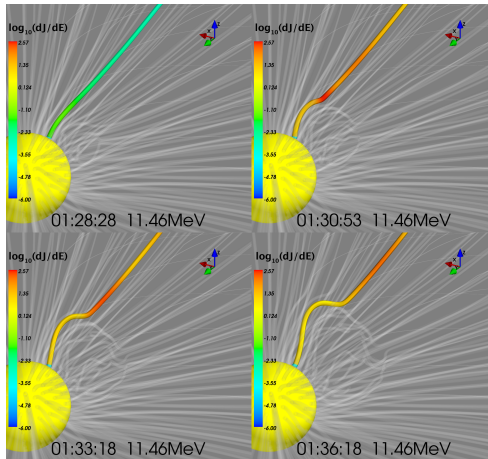 log₁₀(dJ/dE)
2.57
1.35
0.124
-1.10
-2.33
-3.55
-4.78
-6.00
X
Z
01:28:28 11.46MeV
log₁₀(dJ/dE)
2.57
1.35
0.124
-1.10
-2.33
-3.55
-4.78
-6.00
X
Z
01:30:53 11.46MeV
log₁₀(dJ/dE)
2.57
1.35
0.124
-1.10
-2.33
-3.55
-4.78
-6.00
X
Z
01:33:18 11.46MeV
log₁₀(dJ/dE)
2.57
1.35
0.124
-1.10
-2.33
-3.55
-4.78
-6.00
X
Z
01:36:18 11.46MeV